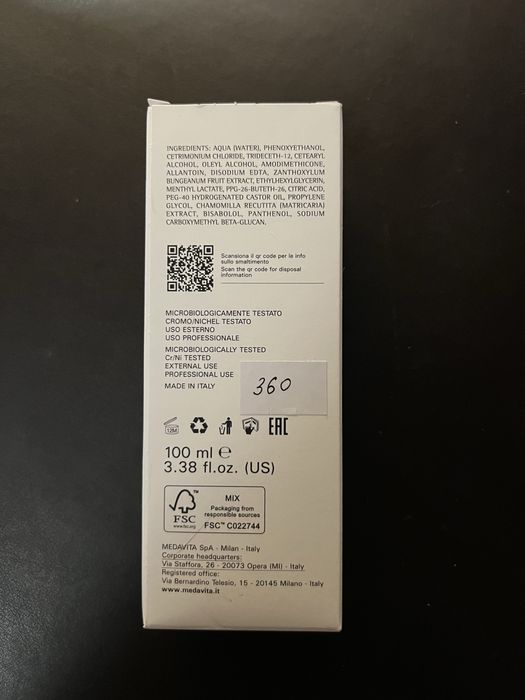 INGREDIENTS: AQUA (WATER), PHENOXYETHANOL,
CETRIMONIUM CHLORIDE, TRIDECETH-12, CETEARYL
ALCOHOL, OLEYL ALCOHOL, AMODIMETHICONE,
ALLANTOIN, DISODIUM EDTA, ZANTHOXYLUM
BUNGEANUM FRUIT EXTRACT, ETHYLHEXYLGLYCERIN,
MENTHYL LACTATE, PPG-26-BUTETH-26, CITRIC ACID,
PEG-40 HYDROGENATED CASTOR OIL, PROPYLENE
GLYCOL, CHAMOMILLA RECUTITA (MATRICARIA)
EXTRACT, BISABOLOL, PANTHENOL, SODIUM
CARBOXYMETHYL BETA-GLUCAN.
Scansiona il qr code per la info
sullo smaltimento
Scan the qr code for disposal
information
MICROBIOLOGICAMENTE TESTATO
CROMO/NICHEL TESTATO
USO ESTERNO
USO PROFESSIONALE
MICROBIOLOGICALLY TESTED
Cr/Ni TESTED
EXTERNAL USE
PROFESSIONAL USE
MADE IN ITALY
360
12M
EAC
100 ml e
3.38 fl.oz. (US)
FSC™
www.fsc.org
MIX
Packaging from
responsible sources
FSC™ C022744
MEDAVITA SpA - Milan - Italy
Corporate headquarters:
Via Staffora, 26 - 20073 Opera (MI) - Italy
Registered office:
Via Bernardino Telesio, 15 - 20145 Milano - Italy
www.medavita.it